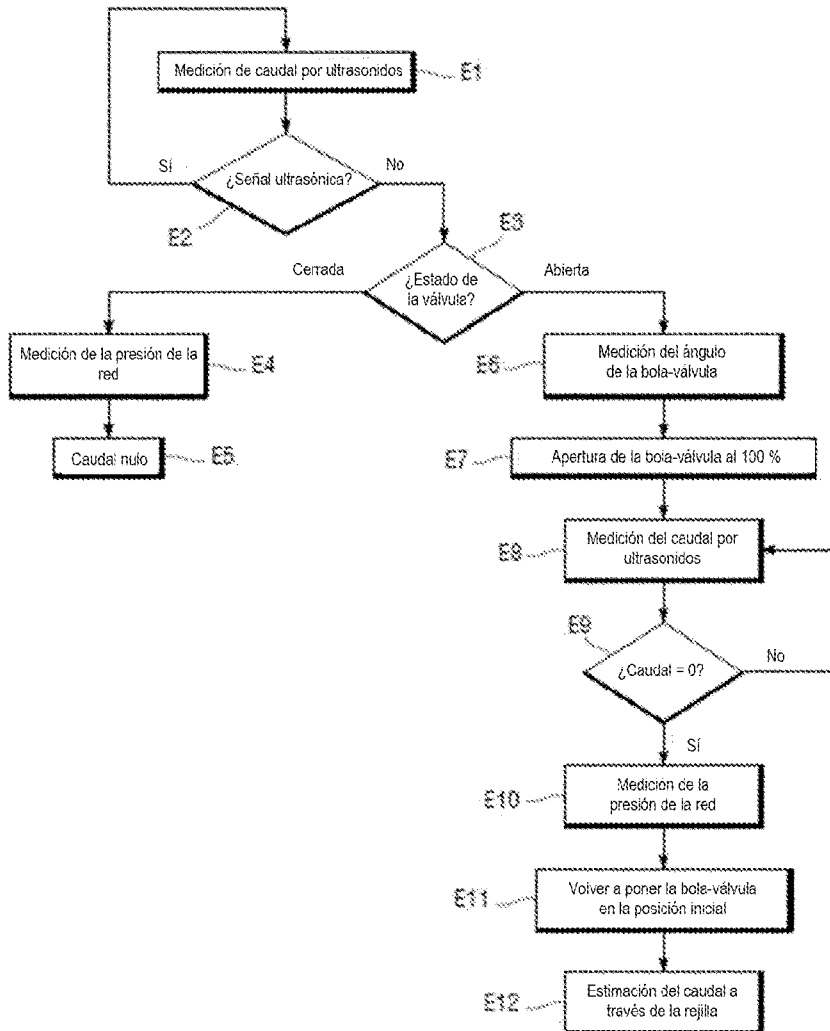 Medición de caudal por ultrasonidos
E1
Sí
¿Señal ultrasónica?
No
E2
E3
Cerrada
¿Estado de
la válvula?
Abierta
Medición de la presión de la
red
E4
Caudal nulo
E5
E6
Medición del ángulo
de la bola-válvula
E7
Apertura de la bola-válvula al 100 %
E8
Medición del caudal por
ultrasonidos
E9
¿Caudal = 0?
No
Sí
E10
Medición de la
presión de la red
E11
Volver a poner la bola-válvula
en la posición inicial
E12
Estimación del caudal a
través de la rejilla